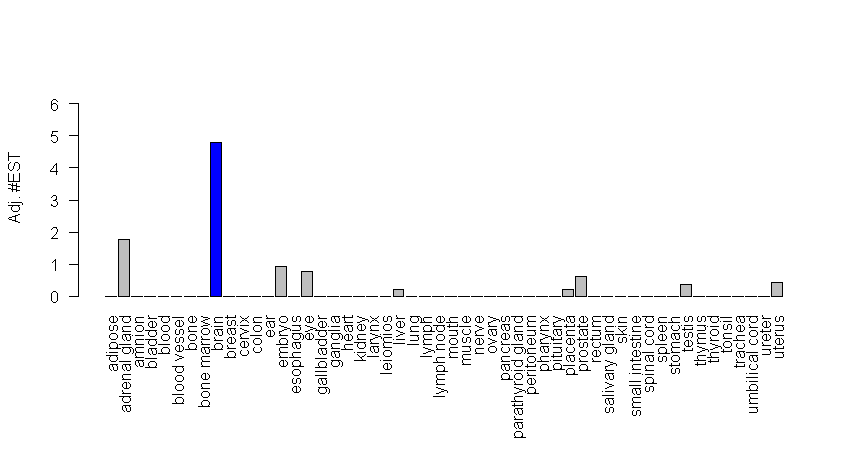 6
5
4
3
2
1
0
Adj. #EST
adipose
adrenal gland
amnion
bladder
blood
blood vessel
bone
bone marrow
brain
breast
cervix
colon
ear
embryo
esophagus
eye
gallbladder
ganglia
heart
kidney
larynx
leiomios
liver
lung
lymph
lymph node
mouth
muscle
nerve
ovary
pancreas
parathyroid gland
peritoneum
pharynx
pituitary
placenta
prostate
rectum
salivary gland
skin
small intestine
spinal cord
spleen
stomach
testis
thymus
thyroid
tonsil
trachea
umbilical cord
ureter
uterus